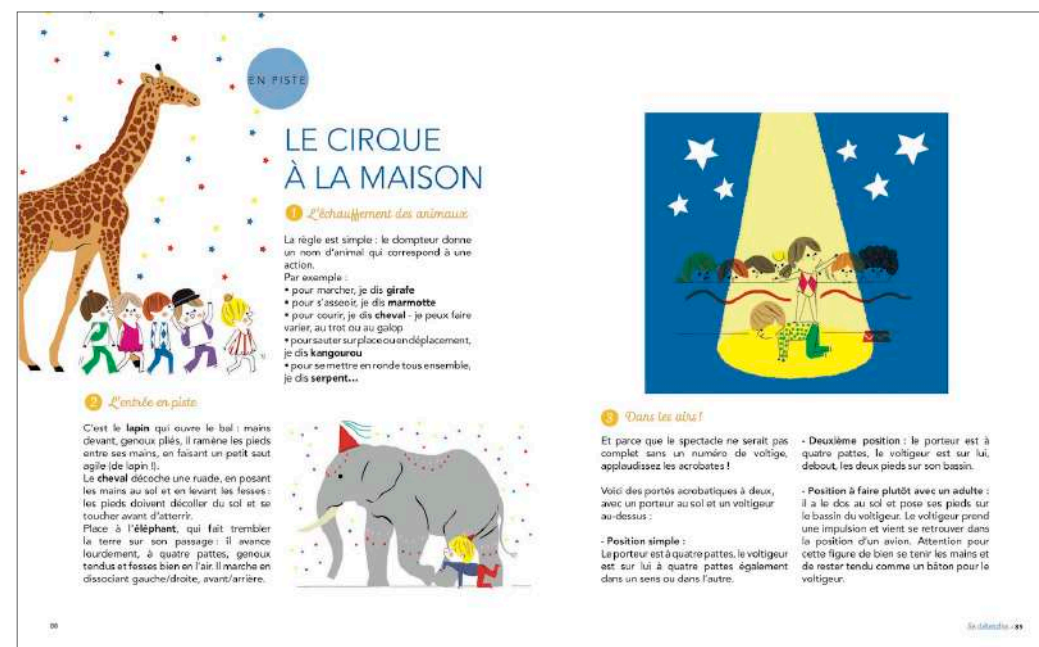 EN PISTE
LE CIRQUE
À LA MAISON
1 L'échauffement des animaux
La règle est simple : le dompteur donne
un nom d'animal qui correspond à une
action.
Par exemple :
• pour marcher, je dis girafe
• pour s'asseoir, je dis marmotte
• pour courir, je dis cheval - je peux faire
varier, au trot ou au galop
• pour sauter sur place ou en déplacement,
je dis kangourou
• pour se mettre en ronde tous ensemble,
je dis serpent...
2 L'entrée en piste
C'est le lapin qui ouvre le bal : mains
devant, genoux pliés, il ramène les pieds
entre ses mains, en faisant un petit saut
agile (de lapin !).
Le cheval décoche une ruade, en posant
les mains au sol et en levant les fesses :
les pieds doivent décoller du sol et se
toucher avant d'atterrir.
Place à l'éléphant, qui fait trembler
la terre sur son passage : il avance
lourdement, à quatre pattes, genoux
tendus et fesses bien en l'air. Il marche en
dissociant gauche/droite, avant/arrière.
3 Dans les airs !
Et parce que le spectacle ne serait pas
complet sans un numéro de voltige,
applaudissez les acrobates !
Voici des portés acrobatiques à deux,
avec un porteur au sol et un voltigeur
au-dessus :
- Position simple :
Le porteur est à quatre pattes, le voltigeur
est sur lui à quatre pattes également
dans un sens ou dans l'autre.
- Deuxième position : le porteur est à
quatre pattes, le voltigeur est sur lui,
debout, les deux pieds sur son bassin.
- Position à faire plutôt avec un adulte :
il a le dos au sol et pose ses pieds sur
le bassin du voltigeur. Le voltigeur prend
une impulsion et vient se retrouver dans
la position d'un avion. Attention pour
cette figure de bien se tenir les mains et
de rester tendu comme un bâton pour le
voltigeur.
Se détendre -